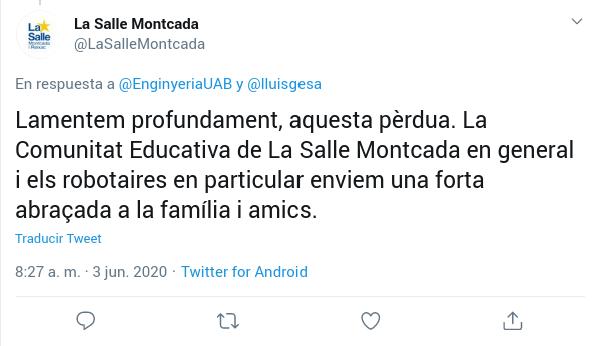 La Salle
Montcada
i Reixac
La Salle Montcada
@LaSalleMontcada
En respuesta a @EnginyeriaUAB y @lluisgesa
Lamentem profundament, aquesta pèrdua. La
Comunitat Educativa de La Salle Montcada en general
i els robotaires en particular enviem una forta
abraçada a la família i amics.
Traducir Tweet
8:27 a. m. · 3 jun. 2020 · Twitter for Android